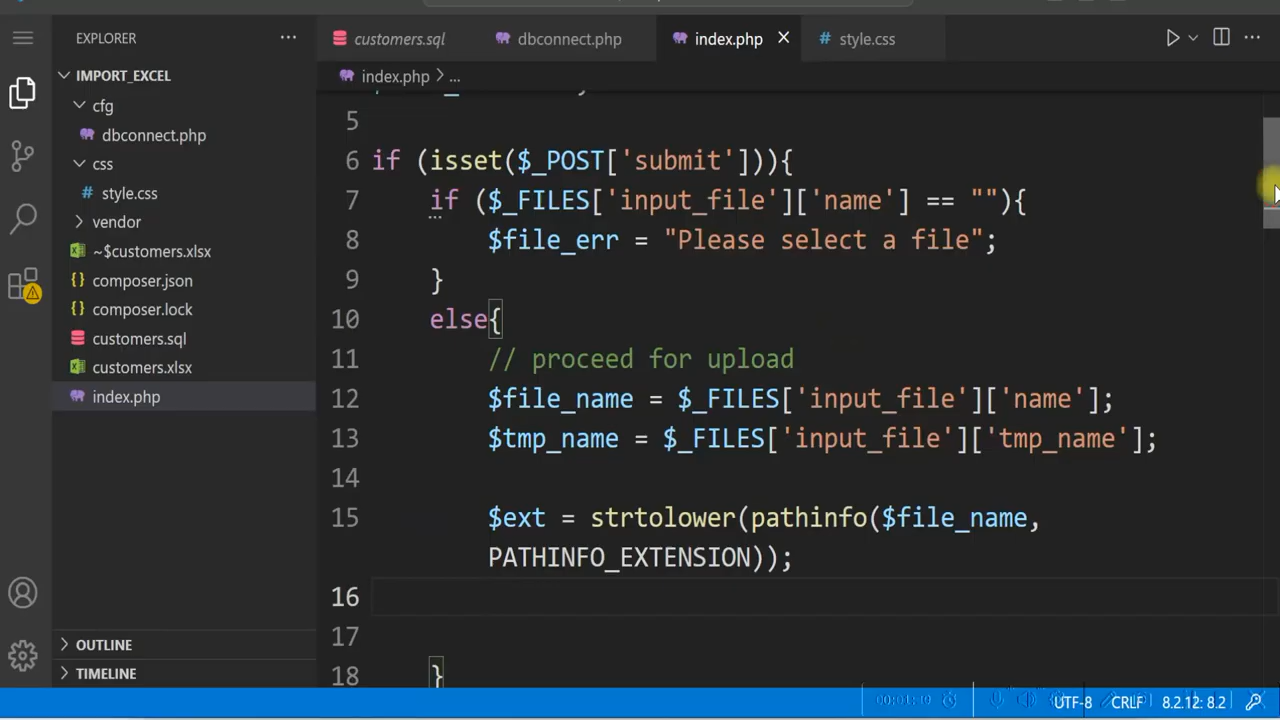 EXPLORER
IMPORT_EXCEL
cfg
dbconnect.php
css
style.css
vendor
~$customers.xlsx
composer.json
composer.lock
customers.sql
customers.xlsx
index.php
OUTLINE
TIMELINE
customers.sql dbconnect.php index.php style.css
index.php > ...
5
6 if (isset($_POST['submit'])){
7 if ($_FILES['input_file']['name'] == ""){
8 $file_err = "Please select a file";
9 }
10 else{
11 // proceed for upload
12 $file_name = $_FILES['input_file']['name'];
13 $tmp_name = $_FILES['input_file']['tmp_name'];
14
15 $ext = strtolower(pathinfo($file_name,
PATHINFO_EXTENSION));
16
17
18 }
UTF-8 CRLF 8.2.12: 8.2